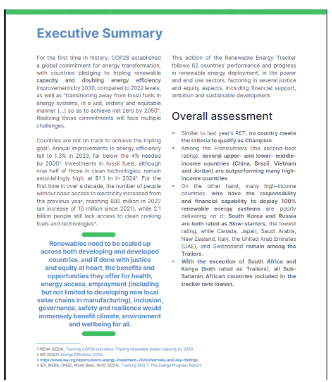 Executive Summary
For the first time in history, COP28 established
a global commitment for energy transformation,
with countries pledging to tripling renewable
capacity and doubling energy efficiency
improvements by 2030, compared to 2022 levels,
as well as "transitioning away from fossil fuels in
energy systems, in a just, orderly and equitable
manner [...] so as to achieve net zero by 2050".
Realizing those commitments will face multiple
challenges.
Countries are not on track to achieve the tripling
goal¹. Annual improvements in energy efficiency
fell to 1.3% in 2023, far below the 4% needed
by 2030². Investments in fossil fuels, although
now half of those in clean technologies, remain
astonishingly high, at $1.1 tn in 2024³. For the
first time in over a decade, the number of people
without basic access to electricity increased from
the previous year, reaching 685 million in 2022
(an increase of 10 million since 2021), while 2.1
billion people still lack access to clean cooking
fuels and technologies⁴.
Renewables need to be scaled up
across both developing and developed
countries, and if done with justice
and equity at heart, the benefits and
opportunities they offer for health,
energy access, employment (including
but not limited to developing new local
value chains in manufacturing), inclusion,
governance, safety and resilience would
immensely benefit climate, environment
and wellbeing for all.
This edition of the Renewable Energy Tracker
follows 62 countries' performance and progress
in renewable energy deployment, in the power
and end use sectors, factoring in several justice
and equity aspects, including financial support,
ambition and sustainable development.
Overall assessment
• Similar to last year's RET, no country meets
the criteria to qualify as Champion.
• Among the Frontrunners (the second-best
rating), several upper- and lower- middle-
income countries (China, Brazil, Vietnam
and Jordan) are outperforming many high-
income countries.
• On the other hand, many high-income
countries who have the responsibility
and financial capability to deploy 100%
renewable energy systems are poorly
delivering on it: South Korea and Russia
are both rated as Slow-starters, the lowest
rating, while Canada, Japan, Saudi Arabia,
New Zealand, Italy, the United Arab Emirates
(UAE), and Switzerland remain among the
Trailers.
• With the exception of South Africa and
Kenya (both rated as Trailers), all Sub-
Saharan African countries included in the
tracker rank lowest.
1 IRENA (2024), Tracking COP28 outcomes: Tripling renewable power capacity by 2030.
2 IEA (2023), Energy Efficiency 2023.
3 https://www.iea.org/reports/world-energy-investment-2024/overview-and-key-findings
4 IEA, IRENA, UNSD, World Bank, WHO (2024), Tracking SDG 7: The Energy Progress Report